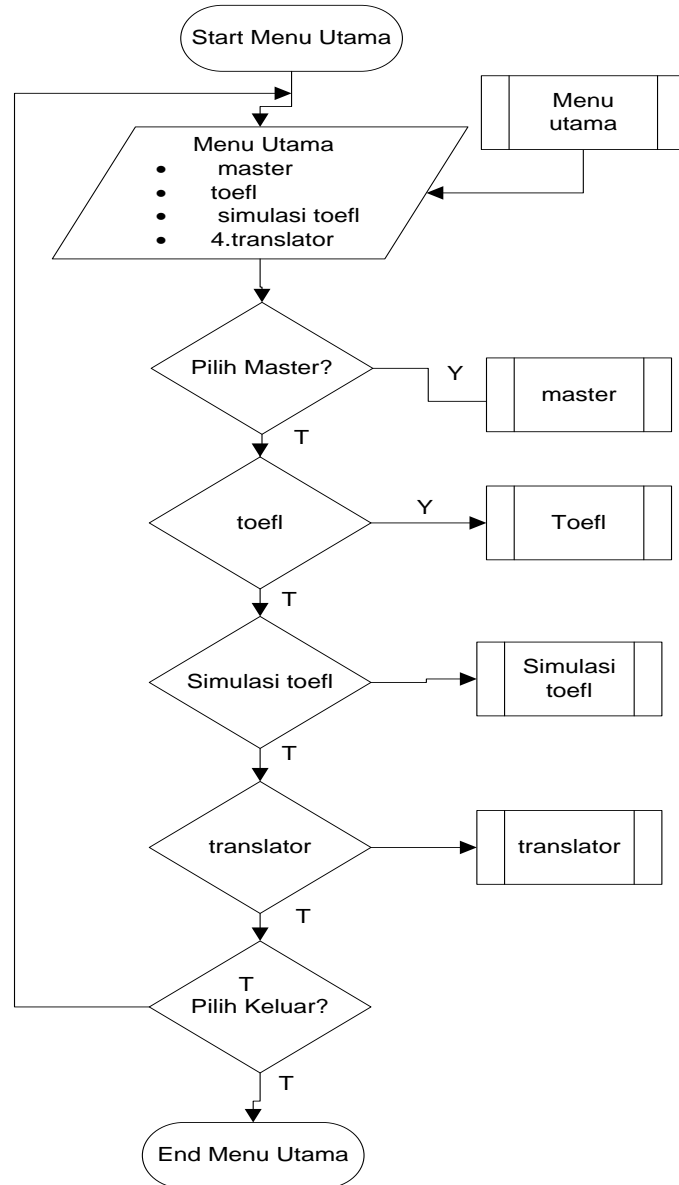 Start Menu Utama
Menu
utama
Menu Utama
• master
• toefl
• simulasi toefl
• 4.translator
Pilih Master?
Y
master
T
toefl
Y
Toefl
T
Simulasi toefl
Simulasi
toefl
T
translator
translator
T
T
Pilih Keluar?
T
End Menu Utama